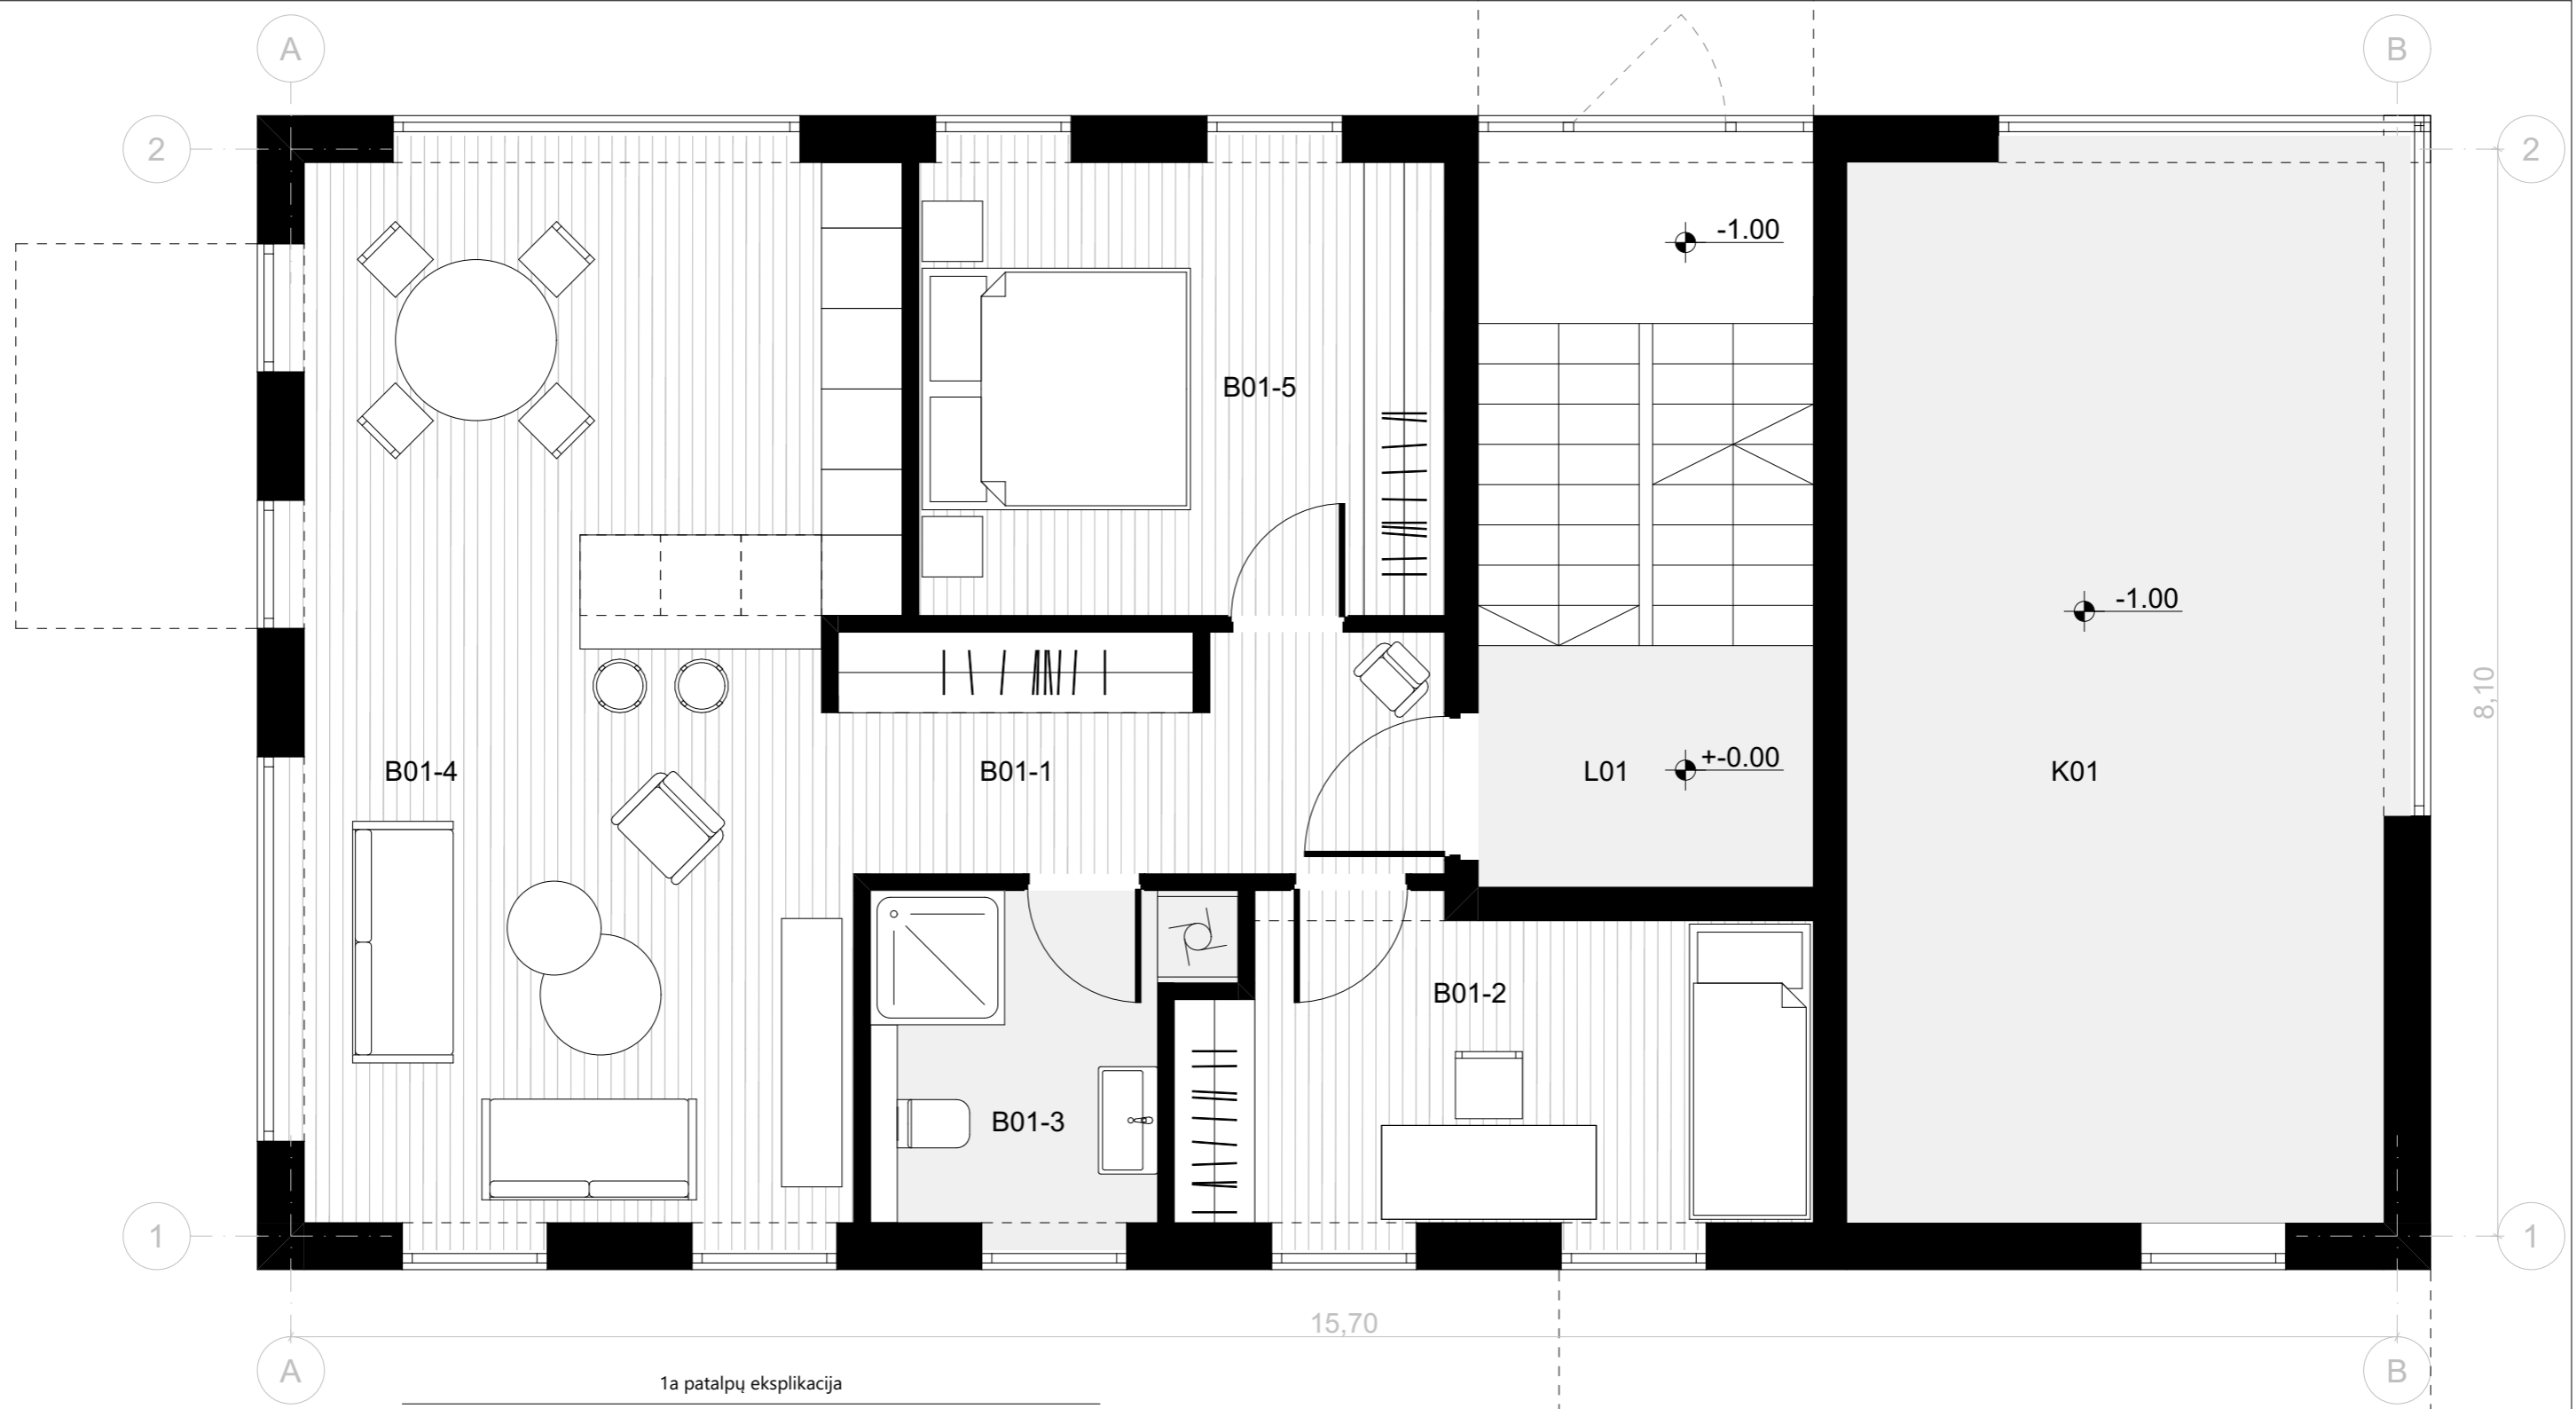 A
B
2
2
-1.00
B01-5
-1.00
8,10
B01-4
B01-1
L01
+-0.00
K01
B01-2
B01-3
1
1
15,70
A
B
1a patalpų eksplikacija